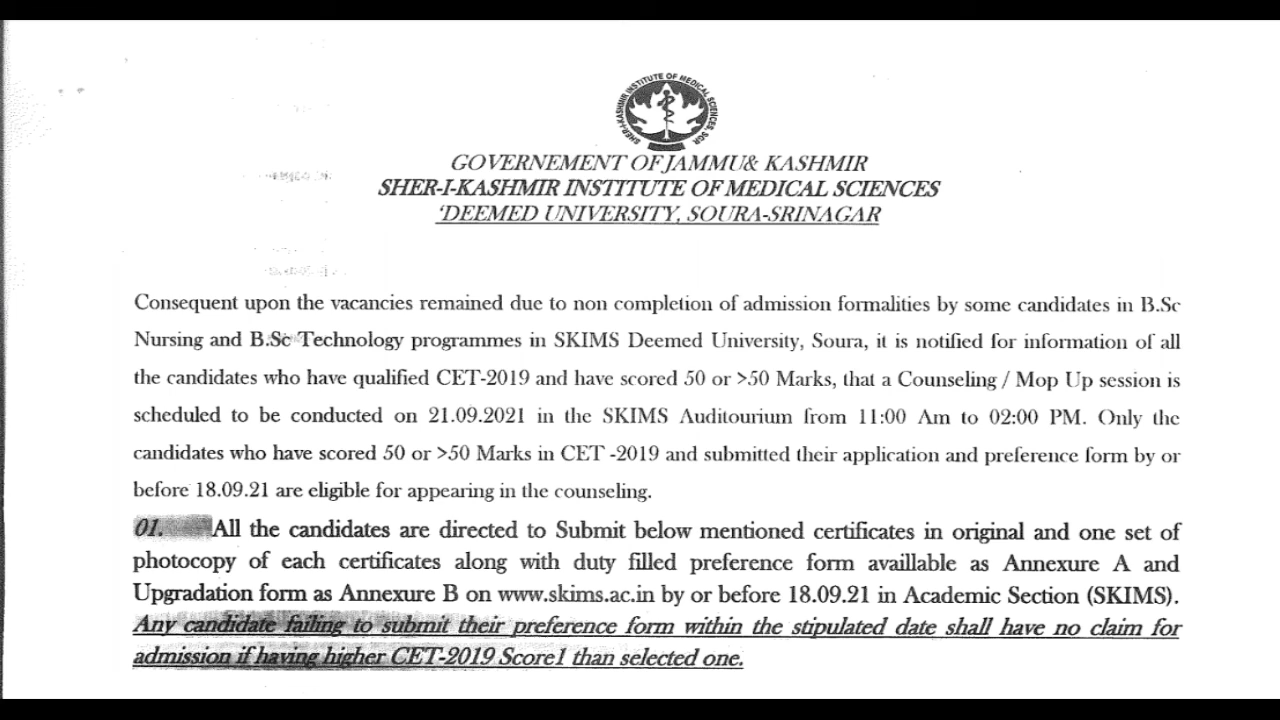 SHER-I-KASHMIR INSTITUTE OF MEDICAL SCIENCES, SGR
GOVERNEMENT OF JAMMU& KASHMIR
SHER-I-KASHMIR INSTITUTE OF MEDICAL SCIENCES
'DEEMED UNIVERSITY, SOURA-SRINAGAR
Consequent upon the vacancies remained due to non completion of admission formalities by some candidates in B.Sc
Nursing and B.Sc Technology programmes in SKIMS Deemed University, Soura, it is notified for information of all
the candidates who have qualified CET-2019 and have scored 50 or >50 Marks, that a Counseling / Mop Up session is
scheduled to be conducted on 21.09.2021 in the SKIMS Auditourium from 11:00 Am to 02:00 PM. Only the
candidates who have scored 50 or >50 Marks in CET -2019 and submitted their application and preference form by or
before 18.09.21 are eligible for appearing in the counseling.
01. All the candidates are directed to Submit below mentioned certificates in original and one set of
photocopy of each certificates along with duty filled preference form availlable as Annexure A and
Upgradation form as Annexure B on www.skims.ac.in by or before 18.09.21 in Academic Section (SKIMS).
Any candidate failing to submit their preference form within the stipulated date shall have no claim for
admission if having higher CET-2019 Score1 than selected one.